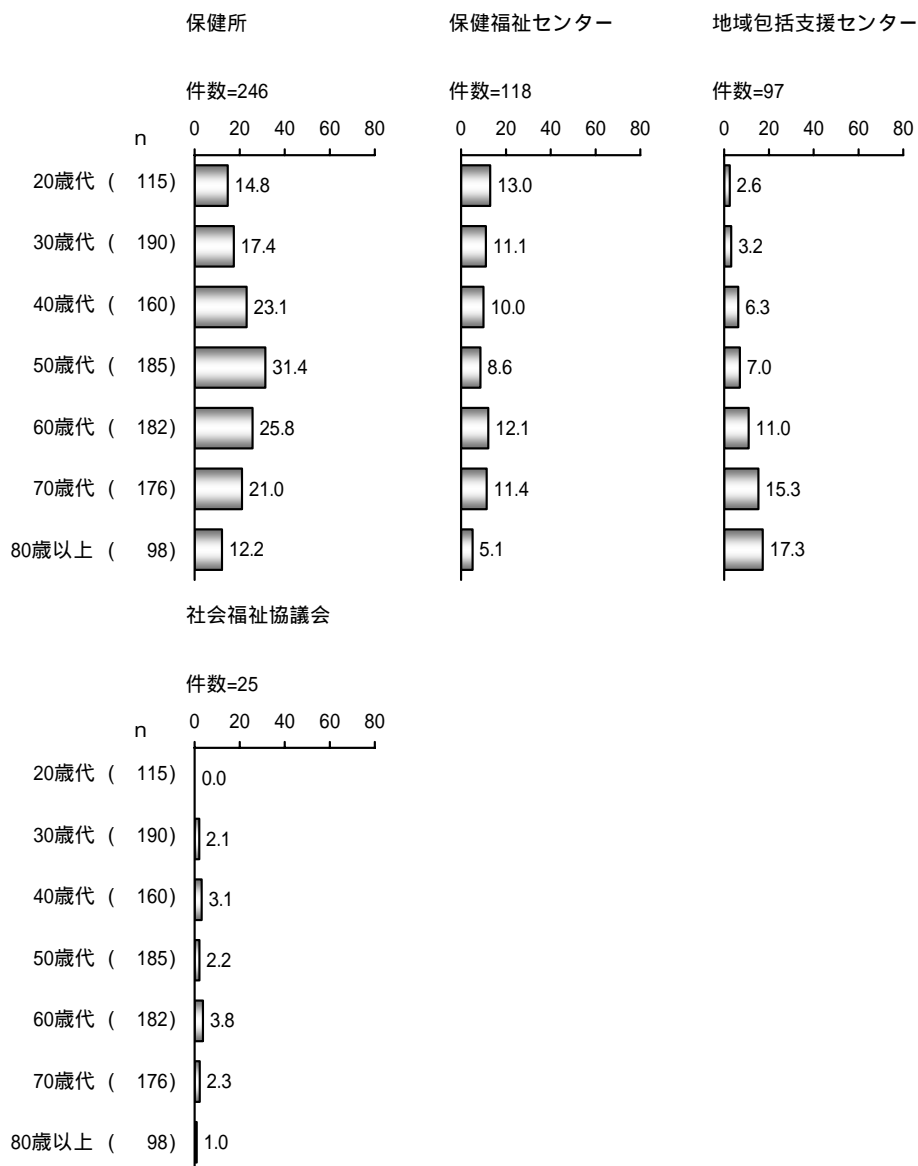 保健所 保健福祉センター 地域包括支援センター
件数=246 件数=118 件数=97
n 0 20 40 60 80 0 20 40 60 80 0 20 40 60 80
20歳代 ( 115) 14.8 13.0 2.6
30歳代 ( 190) 17.4 11.1 3.2
40歳代 ( 160) 23.1 10.0 6.3
50歳代 ( 185) 31.4 8.6 7.0
60歳代 ( 182) 25.8 12.1 11.0
70歳代 ( 176) 21.0 11.4 15.3
80歳以上 ( 98) 12.2 5.1 17.3
社会福祉協議会
件数=25
n 0 20 40 60 80
20歳代 ( 115) 0.0
30歳代 ( 190) 2.1
40歳代 ( 160) 3.1
50歳代 ( 185) 2.2
60歳代 ( 182) 3.8
70歳代 ( 176) 2.3
80歳以上 ( 98) 1.0